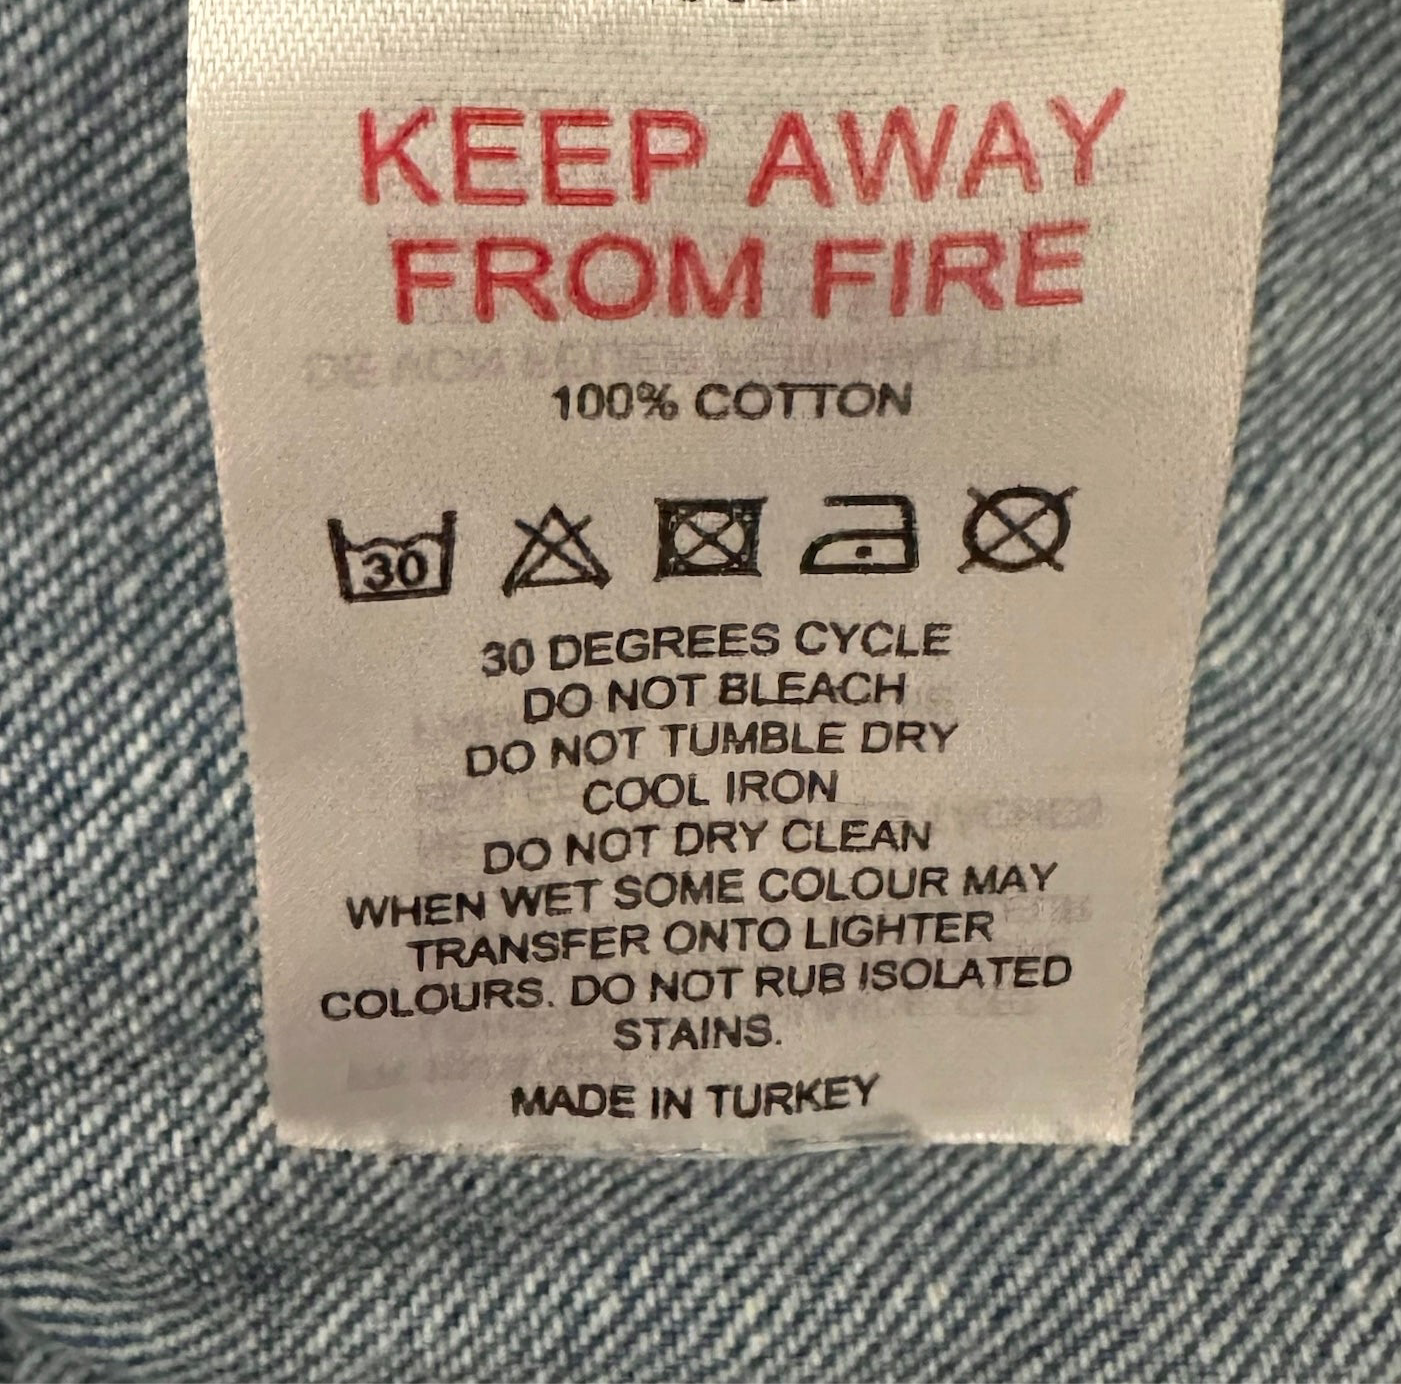 KEEP AWAY
FROM FIRE
100% COTTON
30
30 DEGREES CYCLE
DO NOT BLEACH
DO NOT TUMBLE DRY
COOL IRON
DO NOT DRY CLEAN
WHEN WET SOME COLOUR MAY
TRANSFER ONTO LIGHTER
COLOURS. DO NOT RUB ISOLATED
STAINS.
MADE IN TURKEY